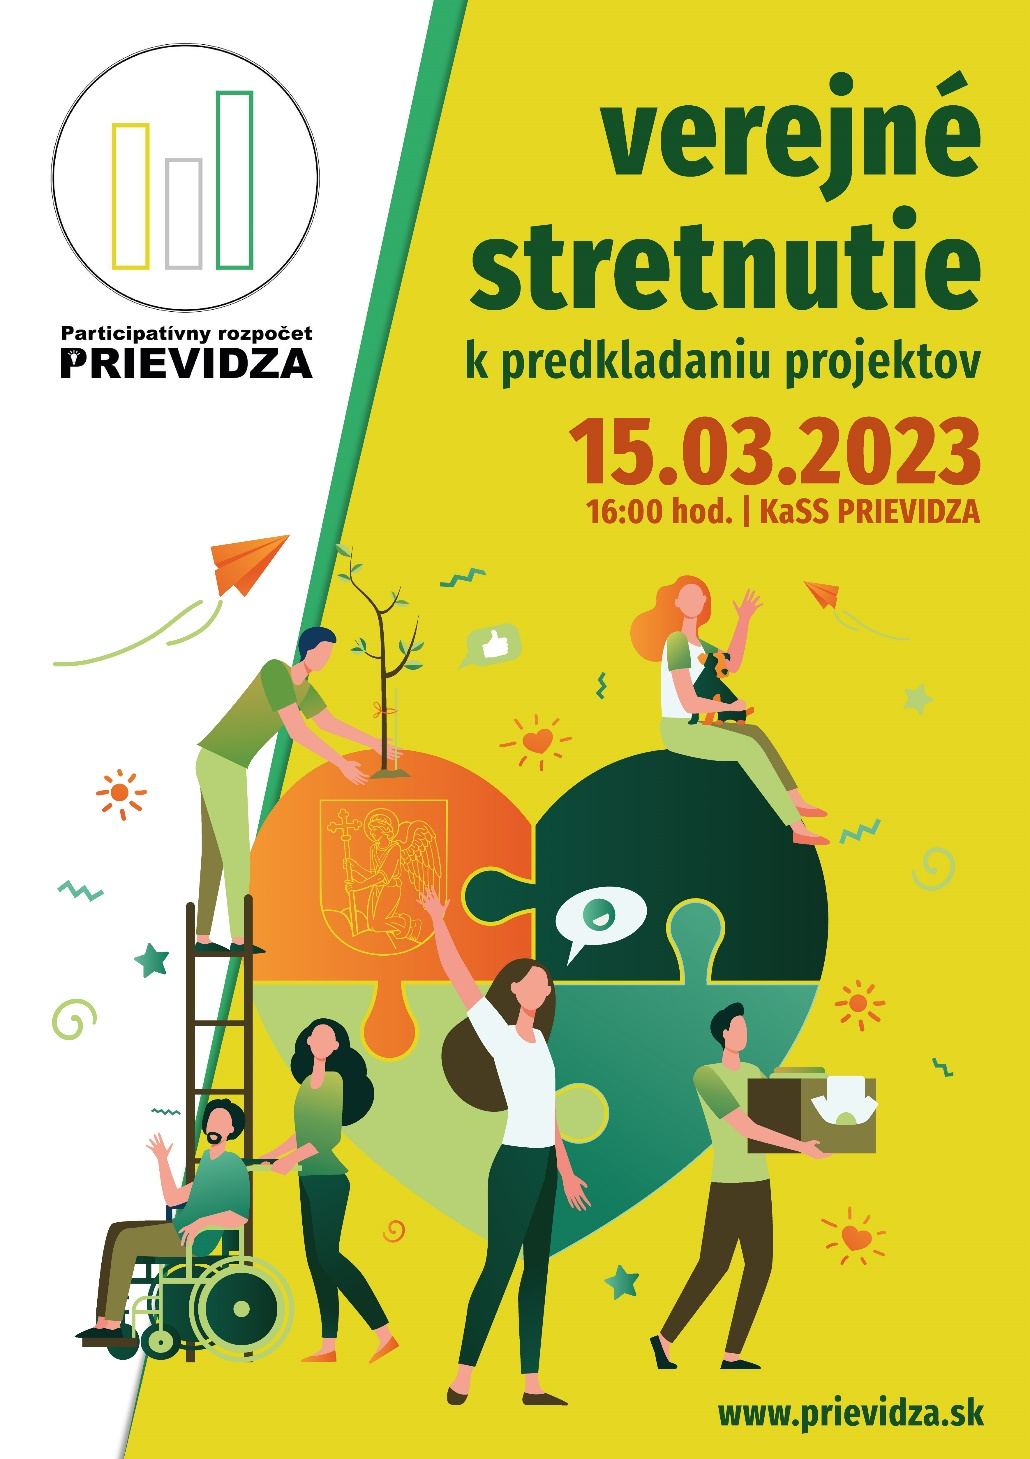 Participatívny rozpočet
PRIEVIDZA
verejné
stretnutie
k predkladaniu projektov
15.03.2023
16:00 hod. | KaSS PRIEVIDZA
www.prievidza.sk